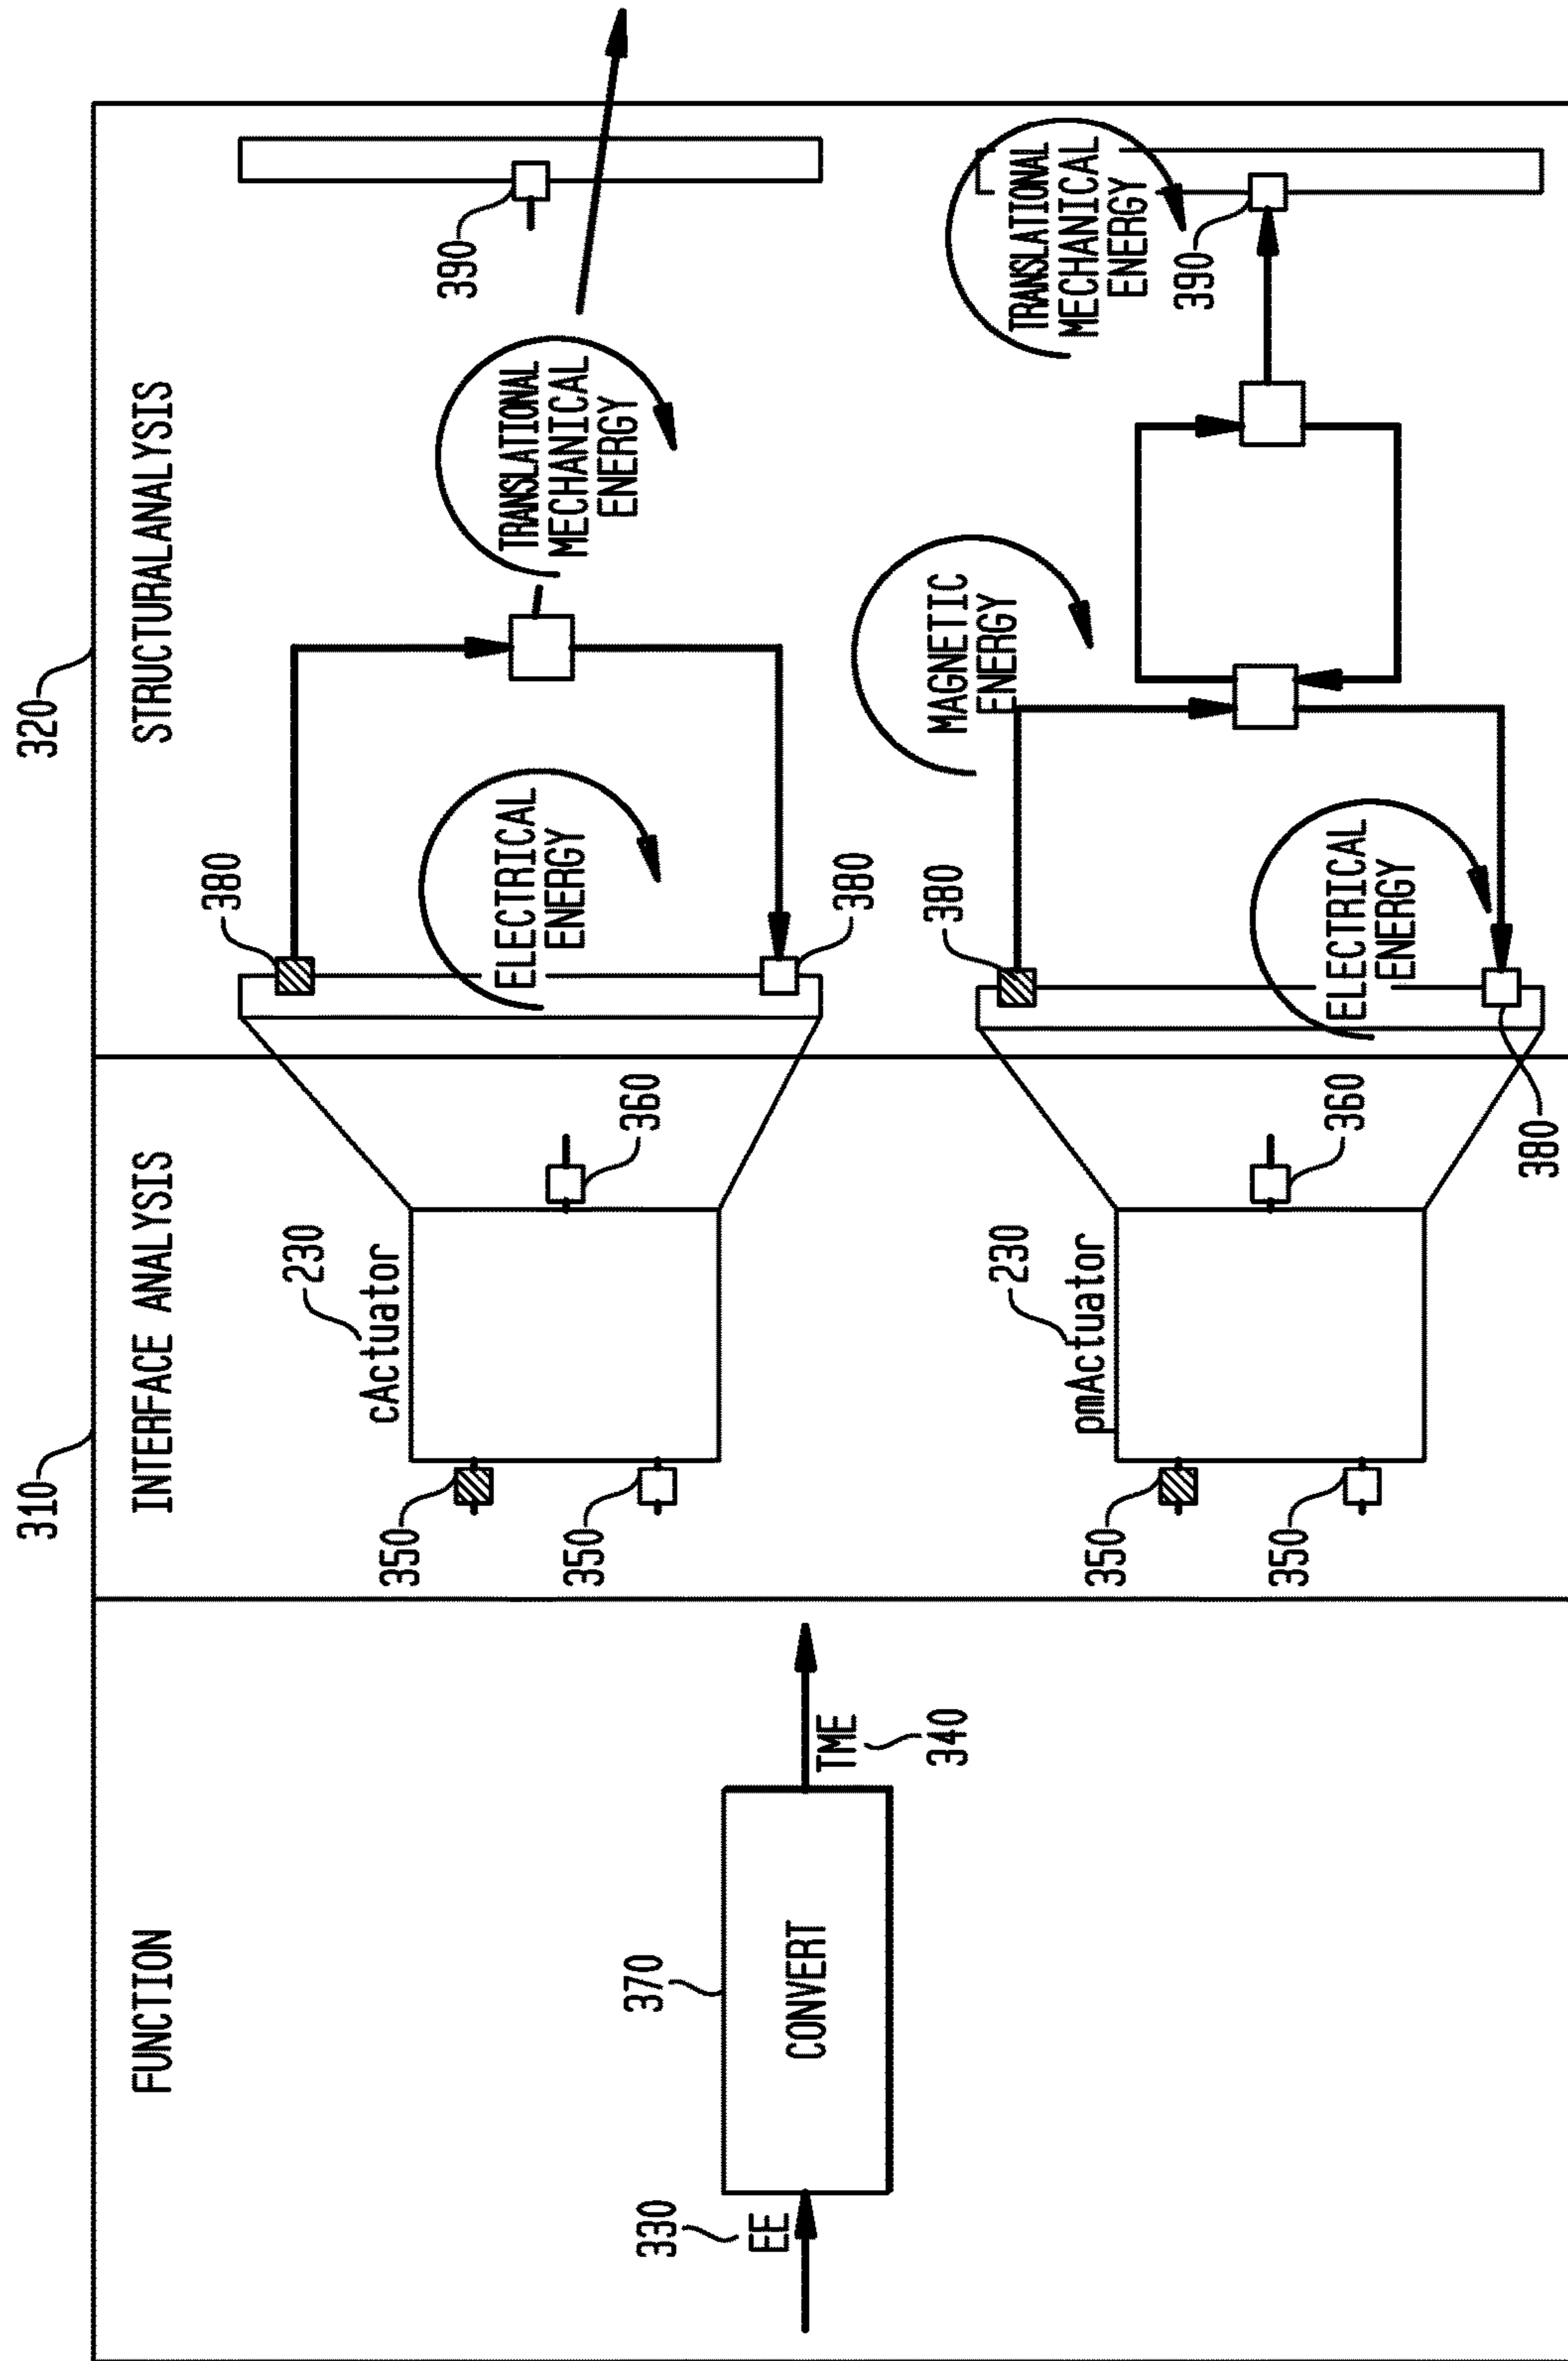 310
320
FUNCTION
INTERFACE ANALYSIS
STRUCTURALANALYSIS
350
350
230
cActuator
360
380
380
ELECTRICAL
ENERGY
TRANSLATIONAL
MECHANICAL
ENERGY
390
330
EE
370
CONVERT
TME
340
350
350
230
pmActuator
360
380
380
ELECTRICAL
ENERGY
MAGNETIC
ENERGY
TRANSLATIONAL
MECHANICAL
ENERGY
390